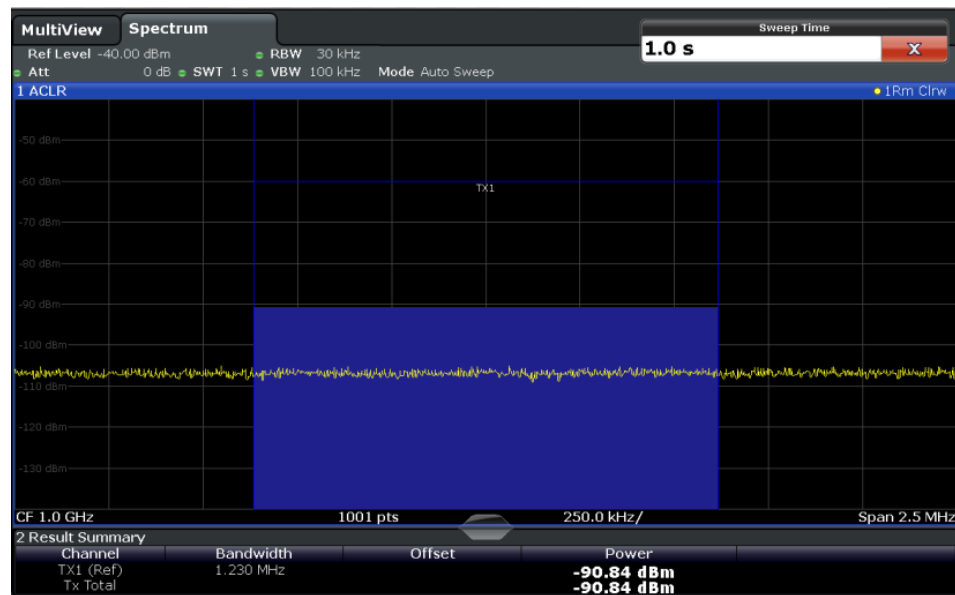 MultiView Spectrum
Sweep Time
1.0 s X
Ref Level -40.00 dBm RBW 30 kHz
Att 0 dB SWT 1 s VBW 100 kHz Mode Auto Sweep
1 ACLR 1Rm Clrw
-50 dBm
-60 dBm
TX1
-70 dBm
-80 dBm
-90 dBm
-100 dBm
-110 dBm
-120 dBm
-130 dBm
CF 1.0 GHz 1001 pts 250.0 kHz/ Span 2.5 MHz
2 Result Summary
Channel Bandwidth Offset Power
TX1 (Ref) 1.230 MHz -90.84 dBm
Tx Total -90.84 dBm